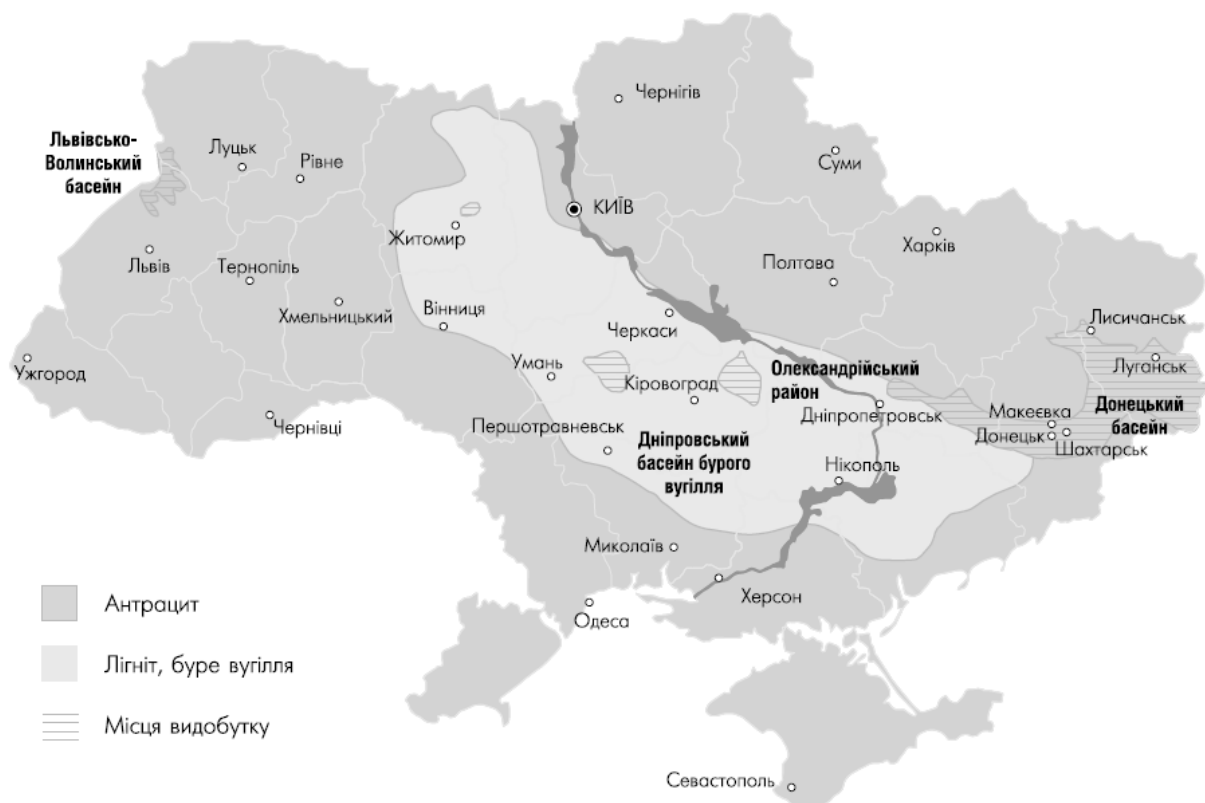 Чернігів
Львівсько-
Волинський
басейн
Луцьк
Рівне
Суми
КИЇВ
Житомир
Харків
Львів
Тернопіль
Полтава
Хмельницький
Вінниця
Черкаси
Лисичанськ
Ужгород
Умань
Олександрійський
район
Луганськ
Кіровоград
Чернівці
Дніпропетровськ
Макеєвка
Донецький
басейн
Першотравневськ
Донецьк
Шахтарськ
Дніпровський
басейн бурого
вугілля
Нікополь
Миколаїв
Херсон
Одеса
Антрацит
Лігніт, буре вугілля
Місця видобутку
Севастополь